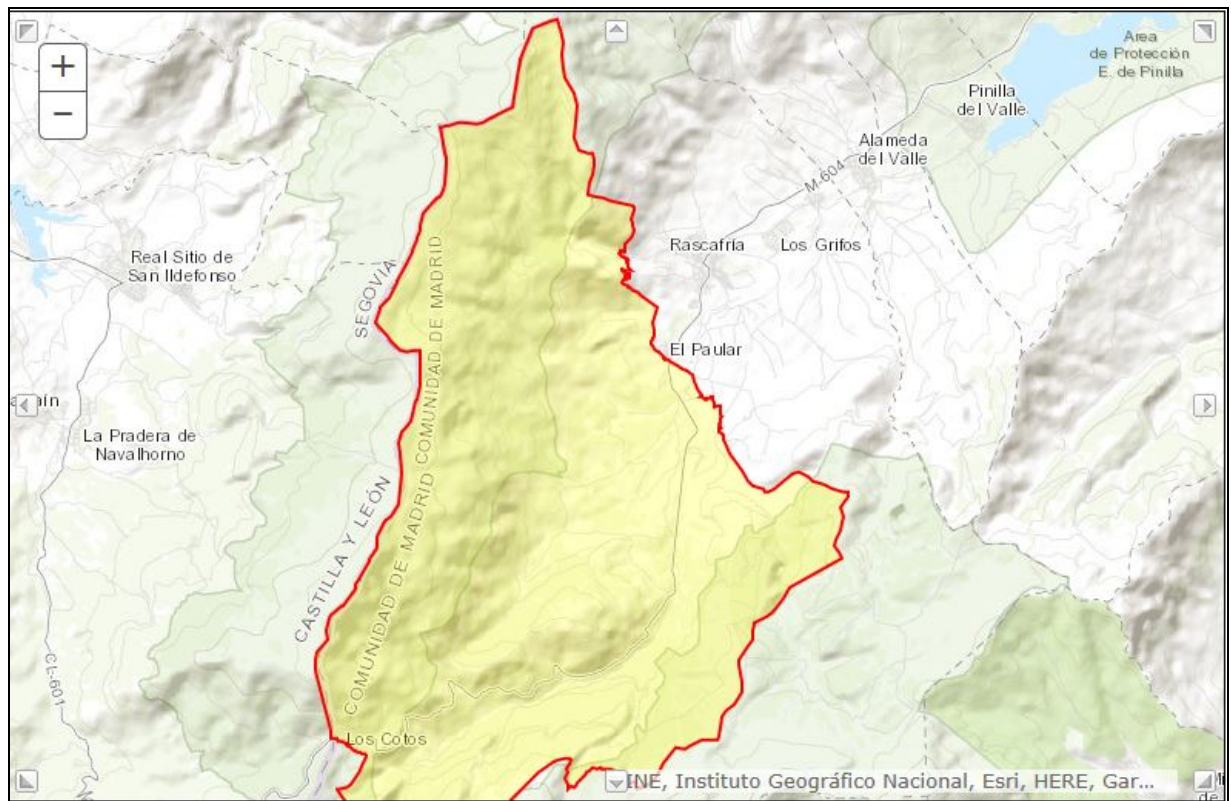 +
−
Area
de Protección
E. de Pinilla
Pinilla
del Valle
Alameda
del Valle
M-604
Real Sitio de
San Ildefonso
Rascafría
Los Grifos
SEGOVIA
COMUNIDAD DE MADRID COMUNIDAD DE MADRID
El Paular
aín
La Pradera de
Navalhorno
CASTILLA Y LEÓN
CL-601
Los Cotos
INE, Instituto Geográfico Nacional, Esri, HERE, Gar...
de